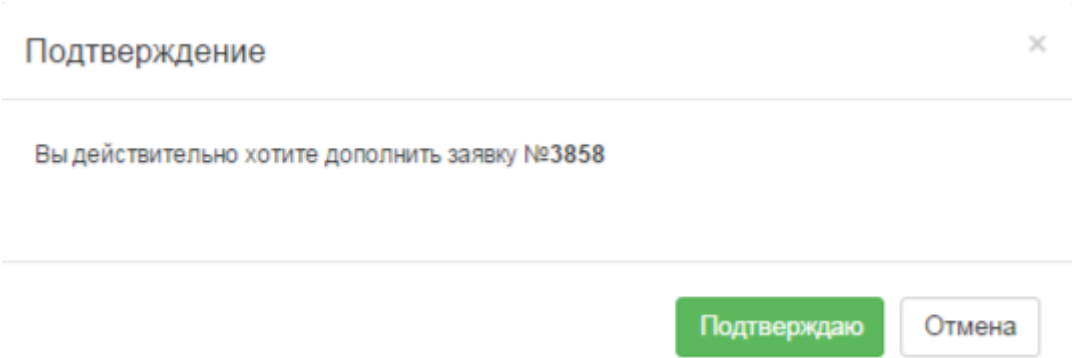 Подтверждение ×
Вы действительно хотите дополнить заявку №3858
Подтверждаю Отмена